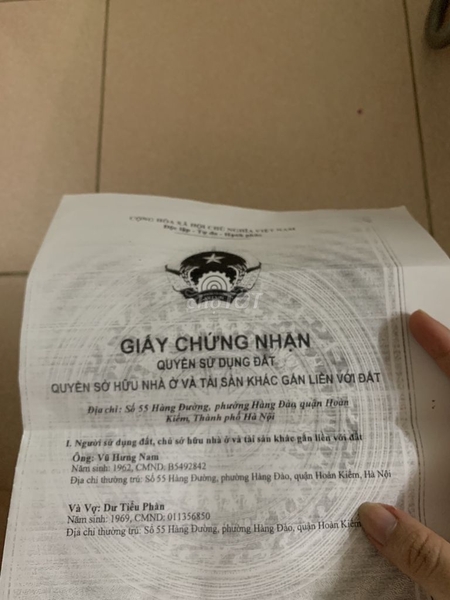 CỘNG HÒA XÃ HỘI CHỦ NGHĨA VIỆT NAM
Độc lập - Tự do - Hạnh phúc
GIẤY CHỨNG NHẬN
QUYỀN SỬ DỤNG ĐẤT
QUYỀN SỞ HỮU NHÀ Ở VÀ TÀI SẢN KHÁC GẮN LIỀN VỚI ĐẤT
Địa chỉ: Số 55 Hàng Đường, phường Hàng Đào, quận Hoàn
Kiếm, Thành phố Hà Nội
I. Người sử dụng đất, chủ sở hữu nhà ở và tài sản khác gắn liền với đất
Ông: Vũ Hưng Nam
Năm sinh: 1962, CMND: B5492842
Địa chỉ thường trú: Số 55 Hàng Đường, phường Hàng Đào, quận Hoàn Kiếm, Hà Nội
Và Vợ: Dư Tiểu Phân
Năm sinh: 1969, CMND: 011356850
Địa chỉ thường trú: Số 55 Hàng Đường, phường Hàng Đào, quận Hoàn Kiếm